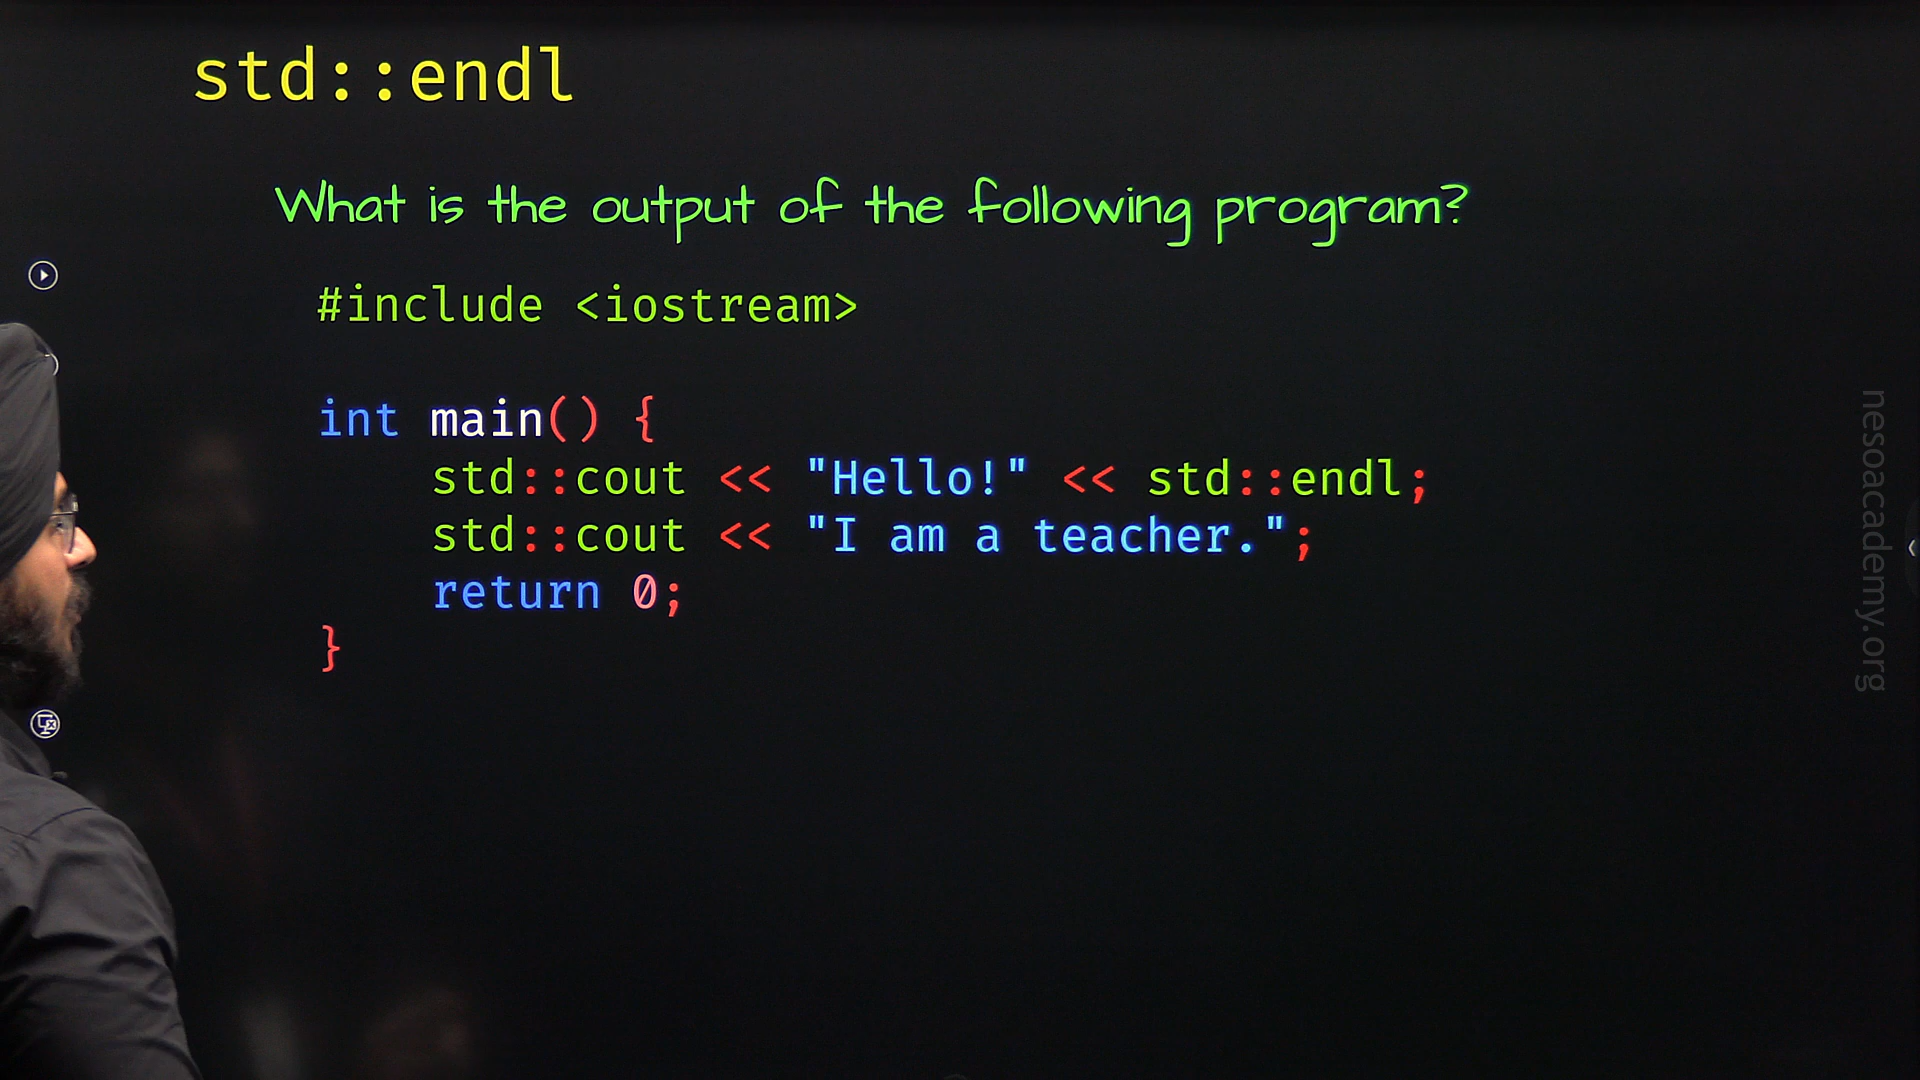 std::endl
What is the output of the following program?
#include <iostream>
int main() {
std::cout << "Hello!" << std::endl;
std::cout << "I am a teacher.";
return 0;
}
nesoacademy.org